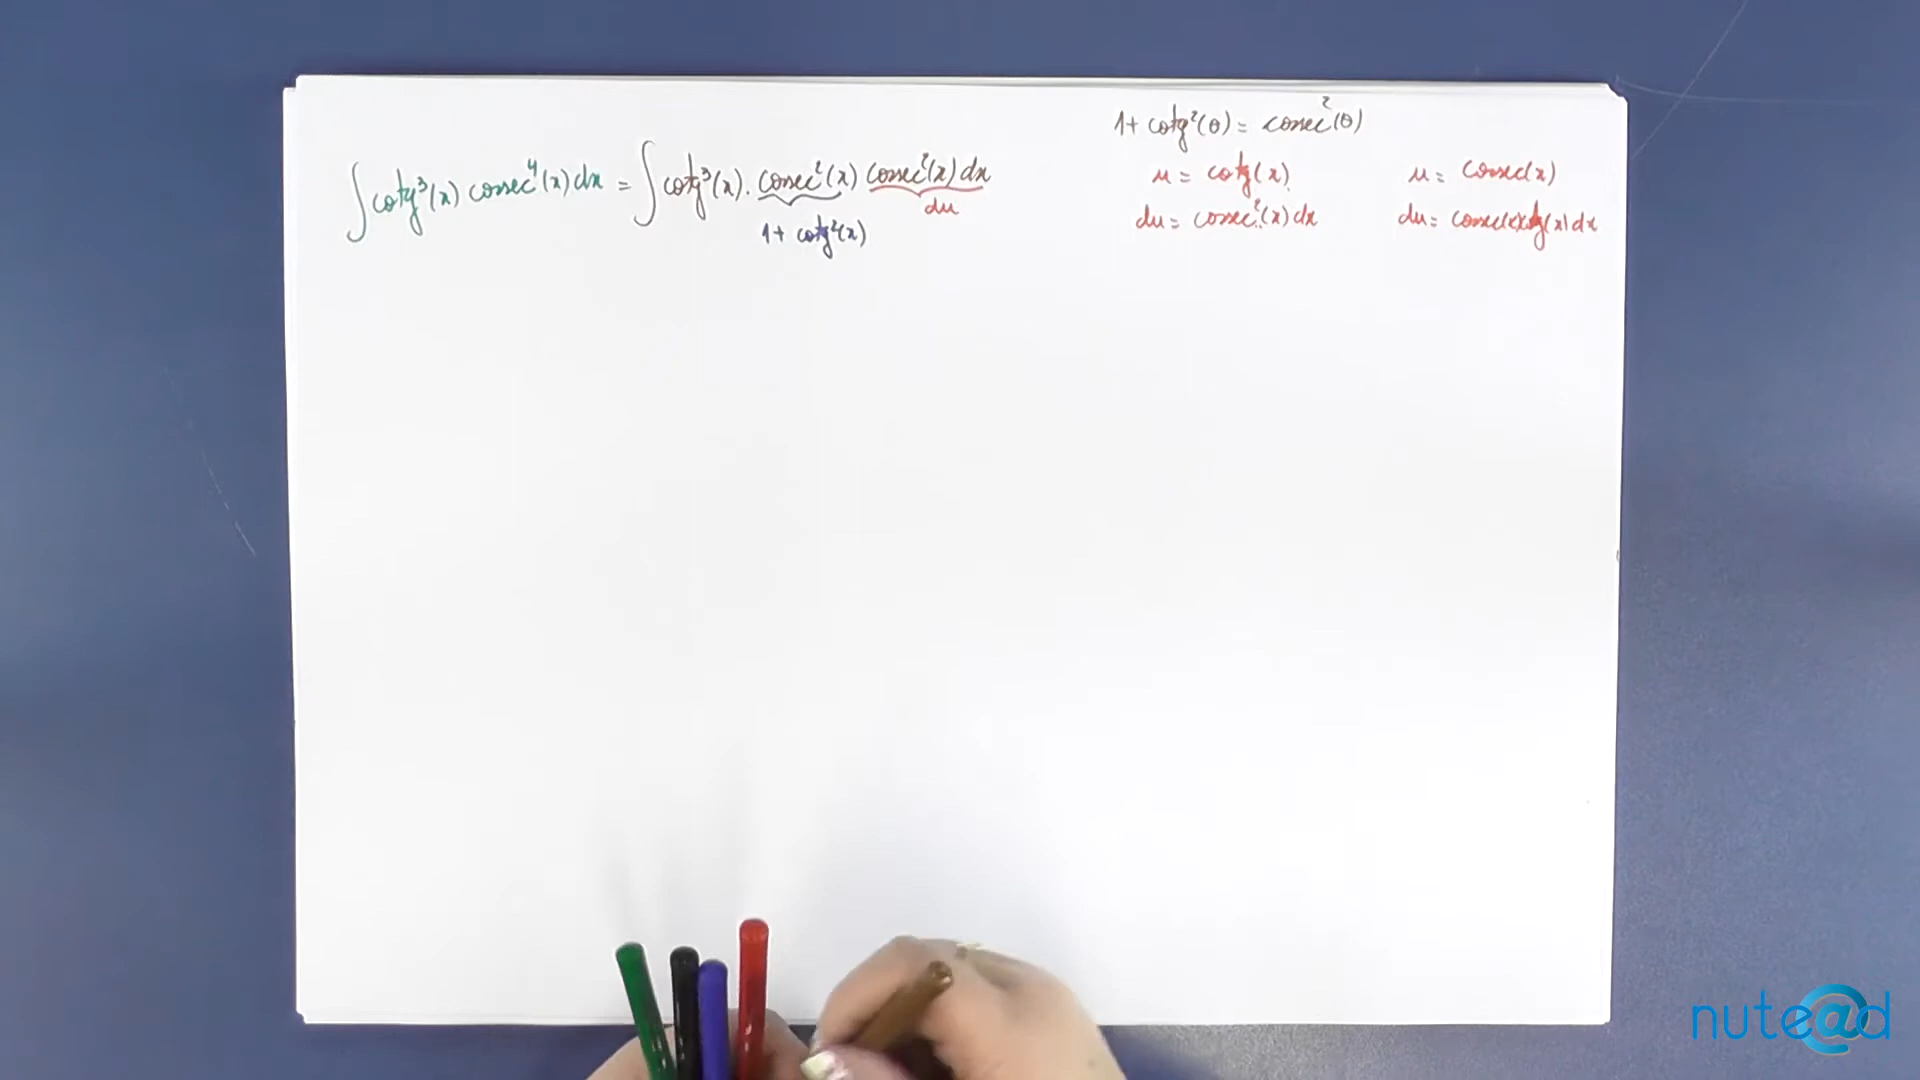 1 + cotg²(θ) = cossec²(θ)
∫ cotg³(x) cossec⁴(x) dx = ∫ cotg³(x) . cossec²(x) cossec²(x) dx
du
1 + cotg²(x)
u = cotg(x)
du = cossec²(x) dx
u = cossec(x)
du = cossec(x) cotg(x) dx
nute@d